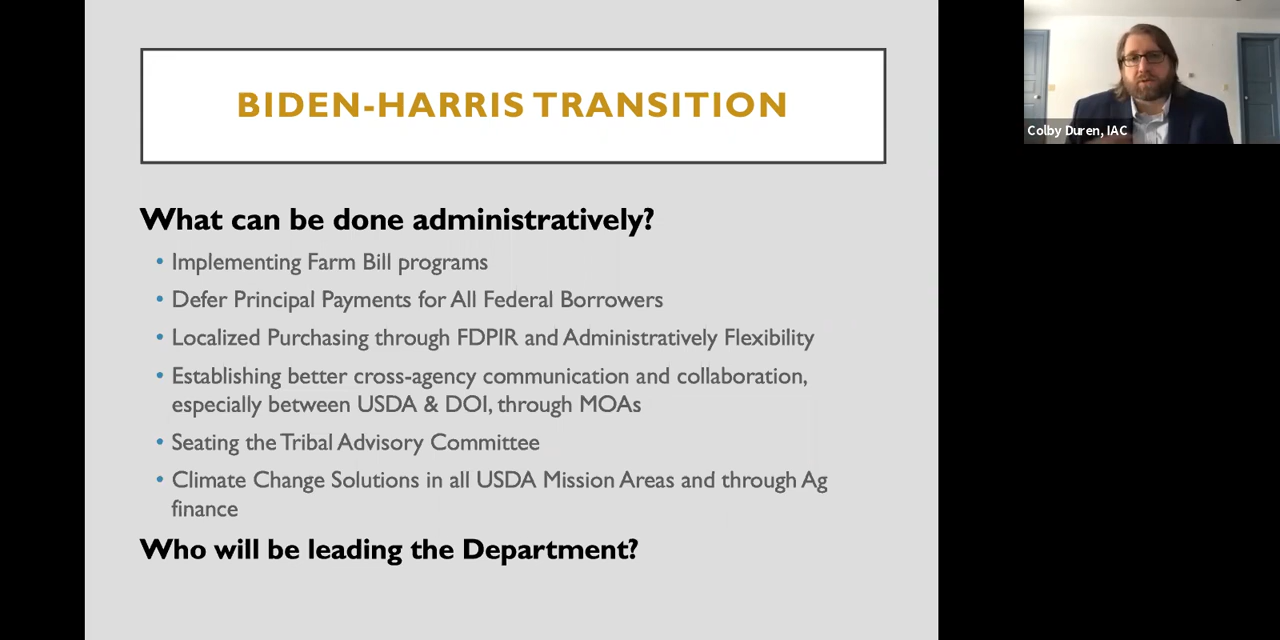 BIDEN-HARRIS TRANSITION
Colby Duren, IAC
What can be done administratively?
• Implementing Farm Bill programs
• Defer Principal Payments for All Federal Borrowers
• Localized Purchasing through FDPIR and Administratively Flexibility
• Establishing better cross-agency communication and collaboration,
especially between USDA & DOI, through MOAs
• Seating the Tribal Advisory Committee
• Climate Change Solutions in all USDA Mission Areas and through Ag
finance
Who will be leading the Department?